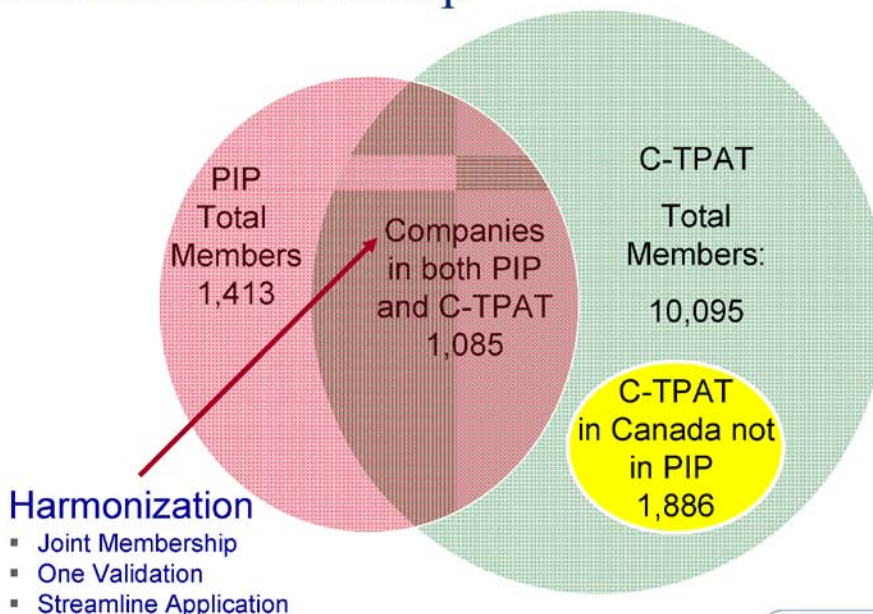 PIP
Total
Members
1,413
Companies
in both PIP
and C-TPAT
1,085
C-TPAT
Total
Members:
10,095
C-TPAT
in Canada not
in PIP
1,886
Harmonization
▪ Joint Membership
▪ One Validation
▪ Streamline Application